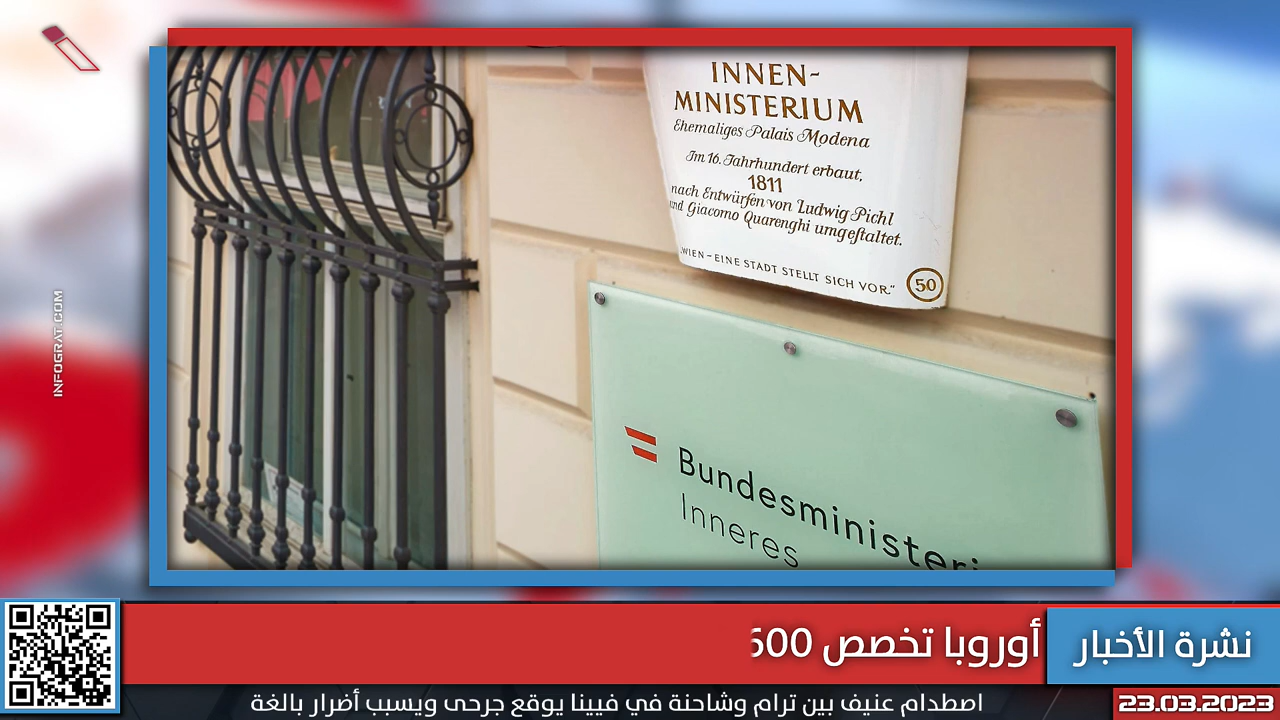 INNEN-
MINISTERIUM
Ehemaliges Palais Modena
Im 16. Jahrhundert erbaut,
1811
nach Entwürfen von Ludwig Pichl
und Giacomo Quarenghi umgestaltet.
„WIEN – EINE STADT STELLT SICH VOR.”
50
Bundesministeri
Inneres
INFOGRAT.COM
نشرة الأخبار
أوروبا تخصص 600
اصطدام عنيف بين ترام وشاحنة في فيينا يوقع جرحى ويسبب أضرار بالغة
23.03.2023